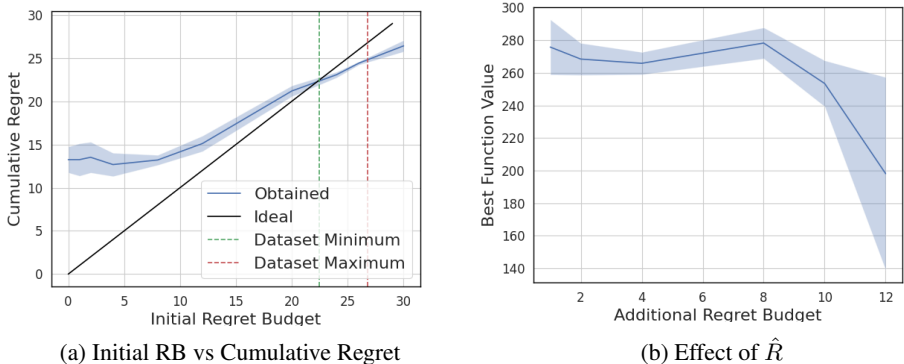 30
25
20
15
10
5
0
Cumulative Regret
Obtained
Ideal
Dataset Minimum
Dataset Maximum
0 5 10 15 20 25 30
Initial Regret Budget
(a) Initial RB vs Cumulative Regret
300
280
260
240
220
200
180
160
140
Best Function Value
2 4 6 8 10 12
Additional Regret Budget
(b) Effect of R̂